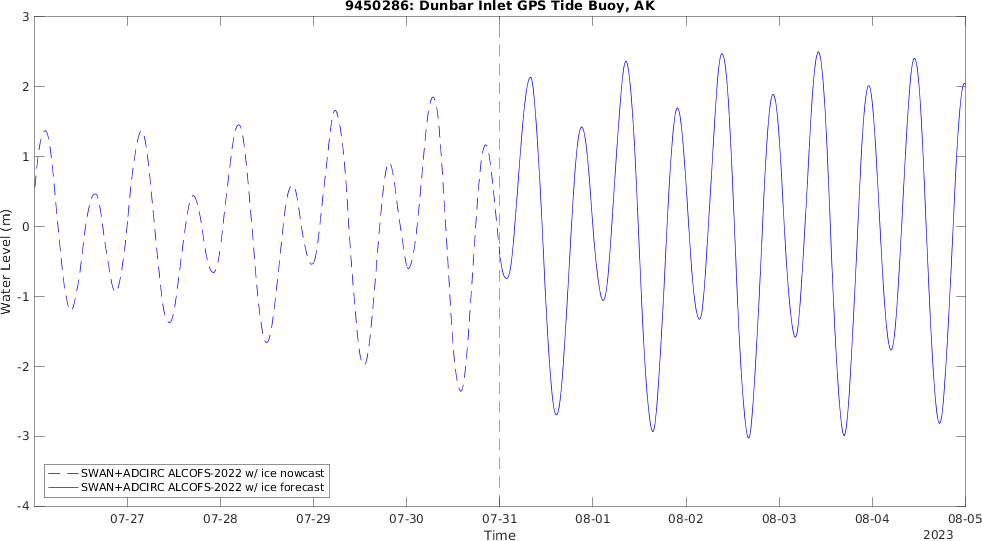 9450286: Dunbar Inlet GPS Tide Buoy, AK
3
2
1
0
-1
-2
-3
-4
Water Level (m)
SWAN+ADCIRC ALCOFS-2022 w/ ice nowcast
SWAN+ADCIRC ALCOFS-2022 w/ ice forecast
07-27 07-28 07-29 07-30 07-31 08-01 08-02 08-03 08-04 08-05
Time
2023